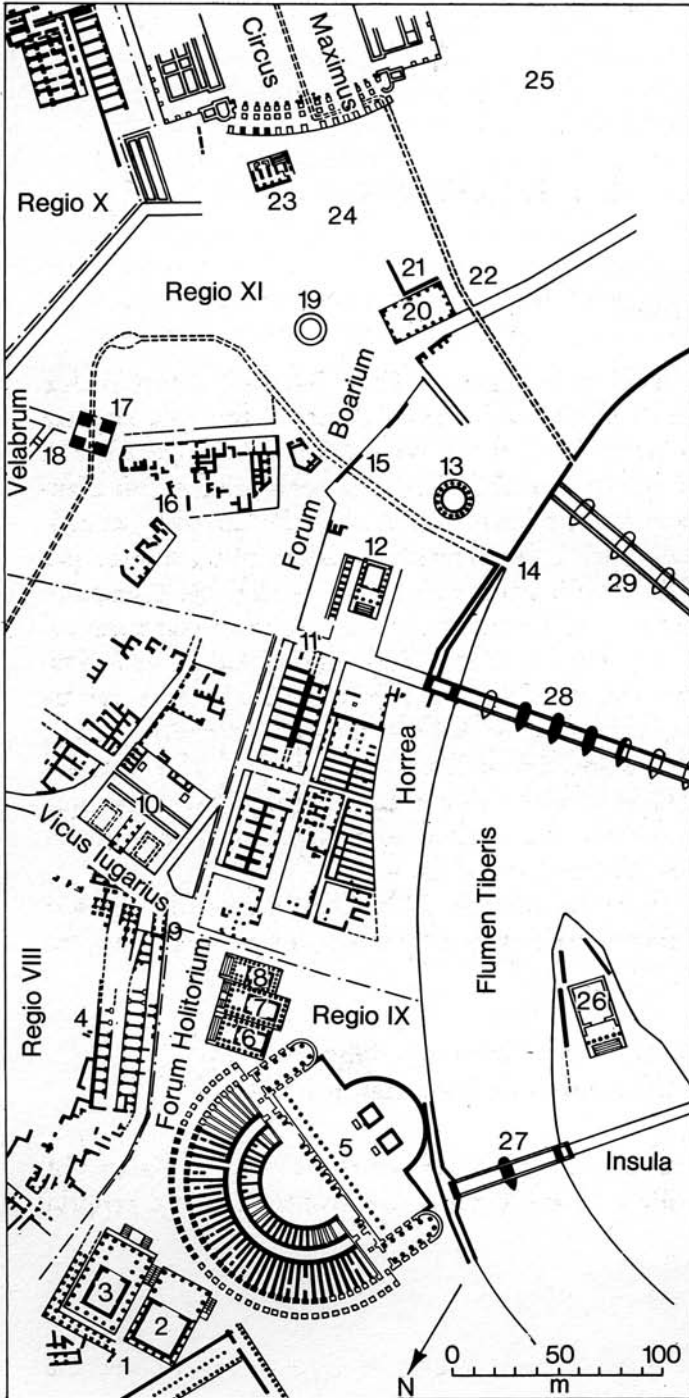 Circus
Maximus
25
Regio X
23
24
21
22
Regio XI
20
19
Velabrum
17
18
Forum Boarium
15
13
16
12
14
29
11
28
Horrea
10
Vicus Iugarius
Flumen Tiberis
9
Regio VIII
Forum Holitorium
8
7
6
Regio IX
26
4
5
27
Insula
3
2
1
N
0 50 100
m